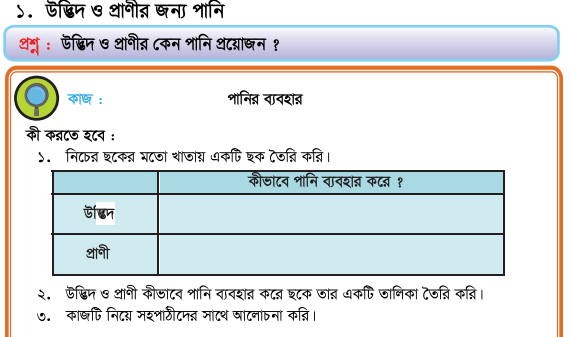 ১. উদ্ভিদ ও প্রাণীর জন্য পানি
প্রশ্ন : উদ্ভিদ ও প্রাণীর কেন পানি প্রয়োজন ?
কাজ : পানির ব্যবহার
কী করতে হবে :
১. নিচের ছকের মতো খাতায় একটি ছক তৈরি করি।
কীভাবে পানি ব্যবহার করে ?
উদ্ভিদ
প্রাণী
২. উদ্ভিদ ও প্রাণী কীভাবে পানি ব্যবহার করে ছকে তার একটি তালিকা তৈরি করি।
৩. কাজটি নিয়ে সহপাঠীদের সাথে আলোচনা করি।